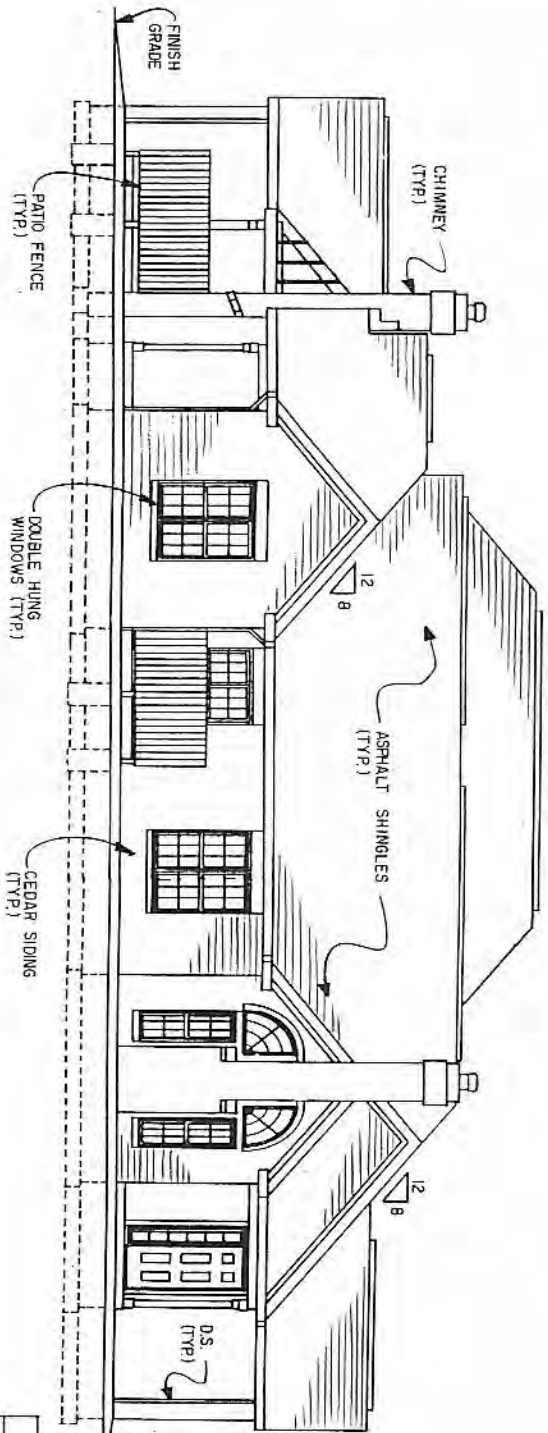 CHIMNEY
(TYP.)
12
8
ASPHALT SHINGLES
(TYP.)
12
8
D.S.
(TYP.)
FINISH
GRADE
PATIO FENCE
(TYP.)
DOUBLE HUNG
WINDOWS (TYP.)
CEDAR SIDING
(TYP.)